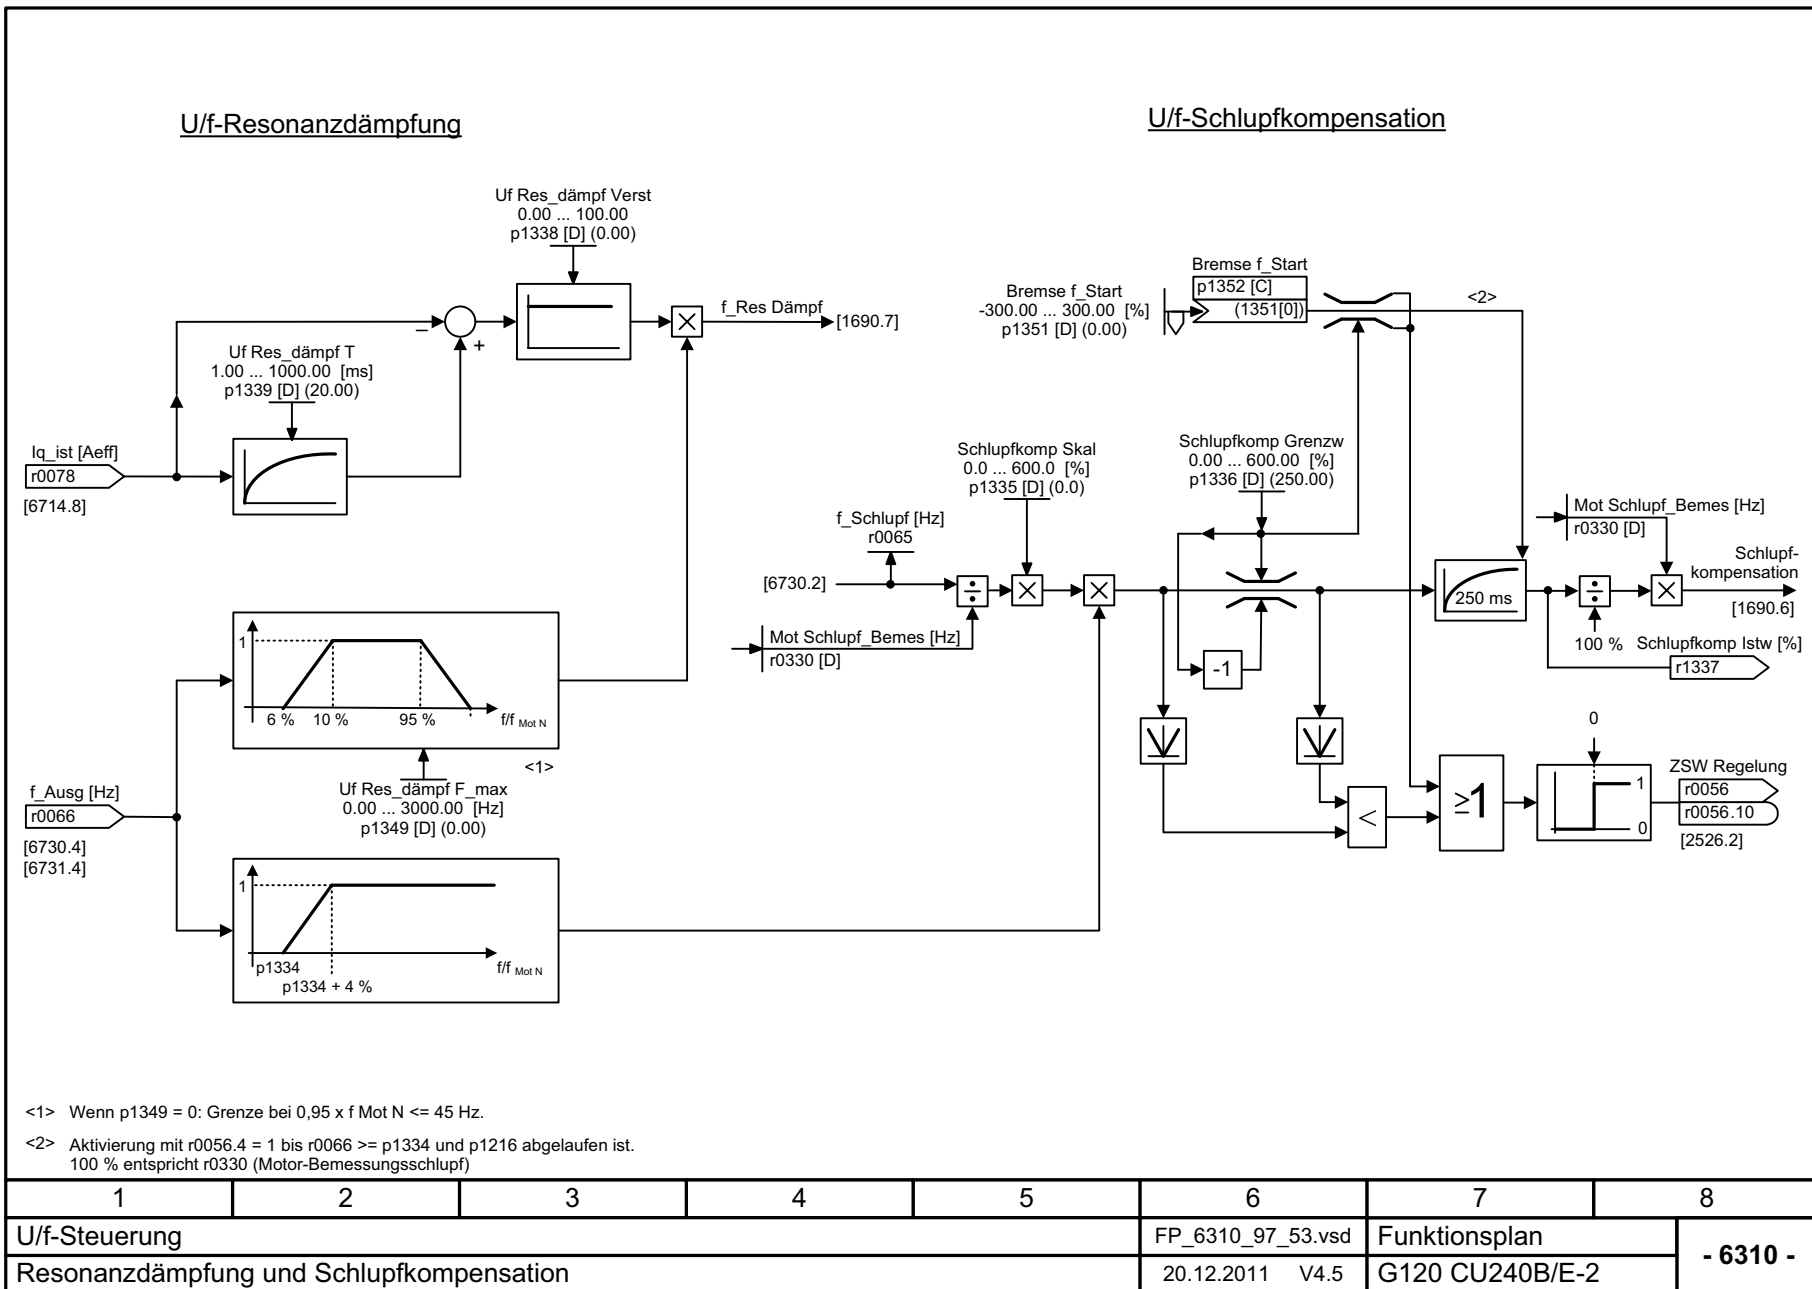 U/f-Resonanzdämpfung
U/f-Schlupfkompensation
Uf Res_dämpf Verst
0.00 ... 100.00
p1338 [D] (0.00)
f_Res Dämpf
[1690.7]
–
+
Uf Res_dämpf T
1.00 ... 1000.00 [ms]
p1339 [D] (20.00)
Iq_ist [Aeff]
r0078
[6714.8]
1
6 %
10 %
95 %
f/f Mot N
<1>
Uf Res_dämpf F_max
0.00 ... 3000.00 [Hz]
p1349 [D] (0.00)
f_Ausg [Hz]
r0066
[6730.4]
[6731.4]
1
p1334
p1334 + 4 %
f/f Mot N
Bremse f_Start
-300.00 ... 300.00 [%]
p1351 [D] (0.00)
Bremse f_Start
p1352 [C]
(1351[0])
<2>
Schlupfkomp Skal
0.0 ... 600.0 [%]
p1335 [D] (0.0)
Schlupfkomp Grenzw
0.00 ... 600.00 [%]
p1336 [D] (250.00)
f_Schlupf [Hz]
r0065
[6730.2]
÷
Mot Schlupf_Bemes [Hz]
r0330 [D]
-1
250 ms
Mot Schlupf_Bemes [Hz]
r0330 [D]
÷
100 %
Schlupf-
kompensation
[1690.6]
Schlupfkomp Istw [%]
r1337
<
≥1
0
1
0
ZSW Regelung
r0056
r0056.10
[2526.2]
<1> Wenn p1349 = 0: Grenze bei 0,95 x f Mot N <= 45 Hz.
<2> Aktivierung mit r0056.4 = 1 bis r0066 >= p1334 und p1216 abgelaufen ist.
100 % entspricht r0330 (Motor-Bemessungsschlupf)
1 2 3 4 5 6 7 8
U/f-Steuerung
FP_6310_97_53.vsd
Funktionsplan
- 6310 -
Resonanzdämpfung und Schlupfkompensation
20.12.2011 V4.5
G120 CU240B/E-2